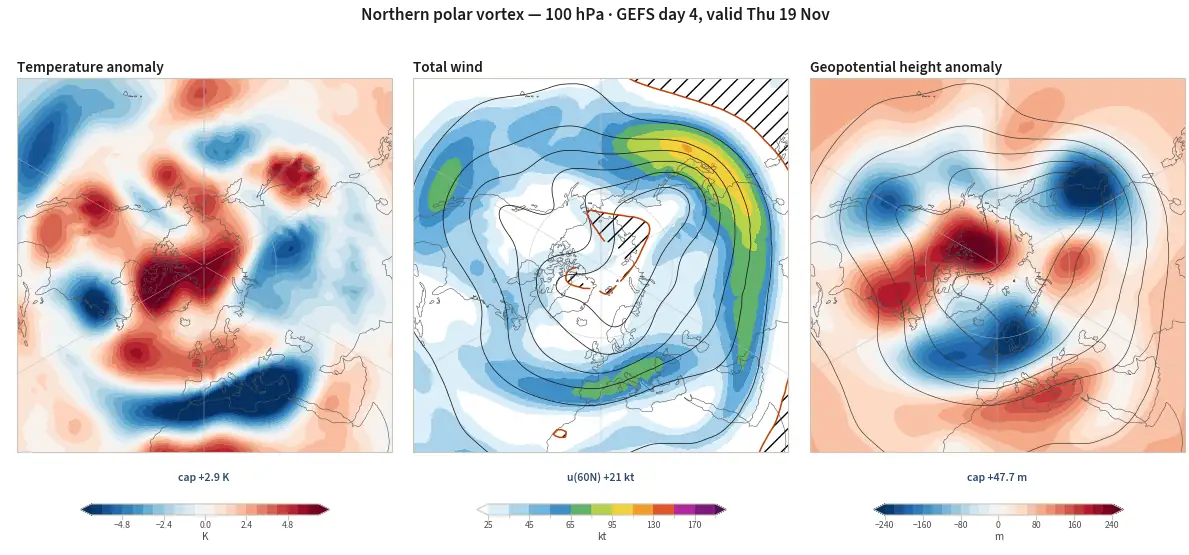 Northern polar vortex — 100 hPa · GEFS day 4, valid Thu 19 Nov
Temperature anomaly
Total wind
Geopotential height anomaly
cap +2.9 K
u(60N) +21 kt
cap +47.7 m
−4.8 −2.4 0.0 2.4 4.8
K
25 45 65 95 130 170
kt
−240 −160 −80 0 80 160 240
m